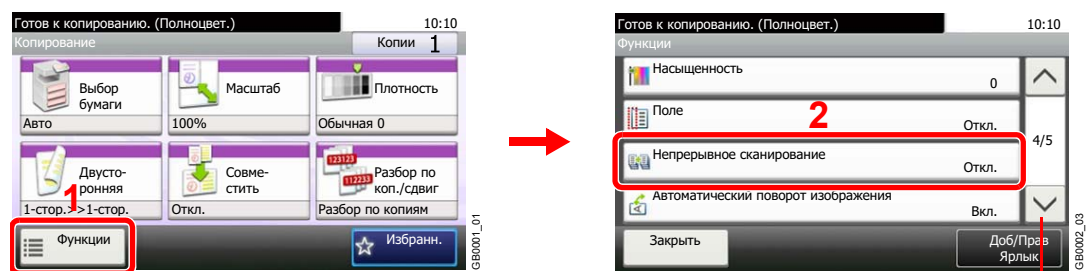 Готов к копированию. (Полноцвет.) 10:10
Копирование
Копии 1
Выбор
бумаги
Авто
Масштаб
100%
Плотность
Обычная 0
Двусто-
ронняя
1-стор.>>1-стор.
Совме-
стить
Откл.
123123
112233
Разбор по
коп./сдвиг
Разбор по копиям
1
Функции
Избранн.
GB0001_01
Готов к копированию. (Полноцвет.) 10:10
Функции
Насыщенность
0
Поле
Откл.
2
4/5
Непрерывное сканирование
Откл.
Автоматический поворот изображения
Вкл.
Закрыть
Доб/Прав
Ярлык
GB0002_03